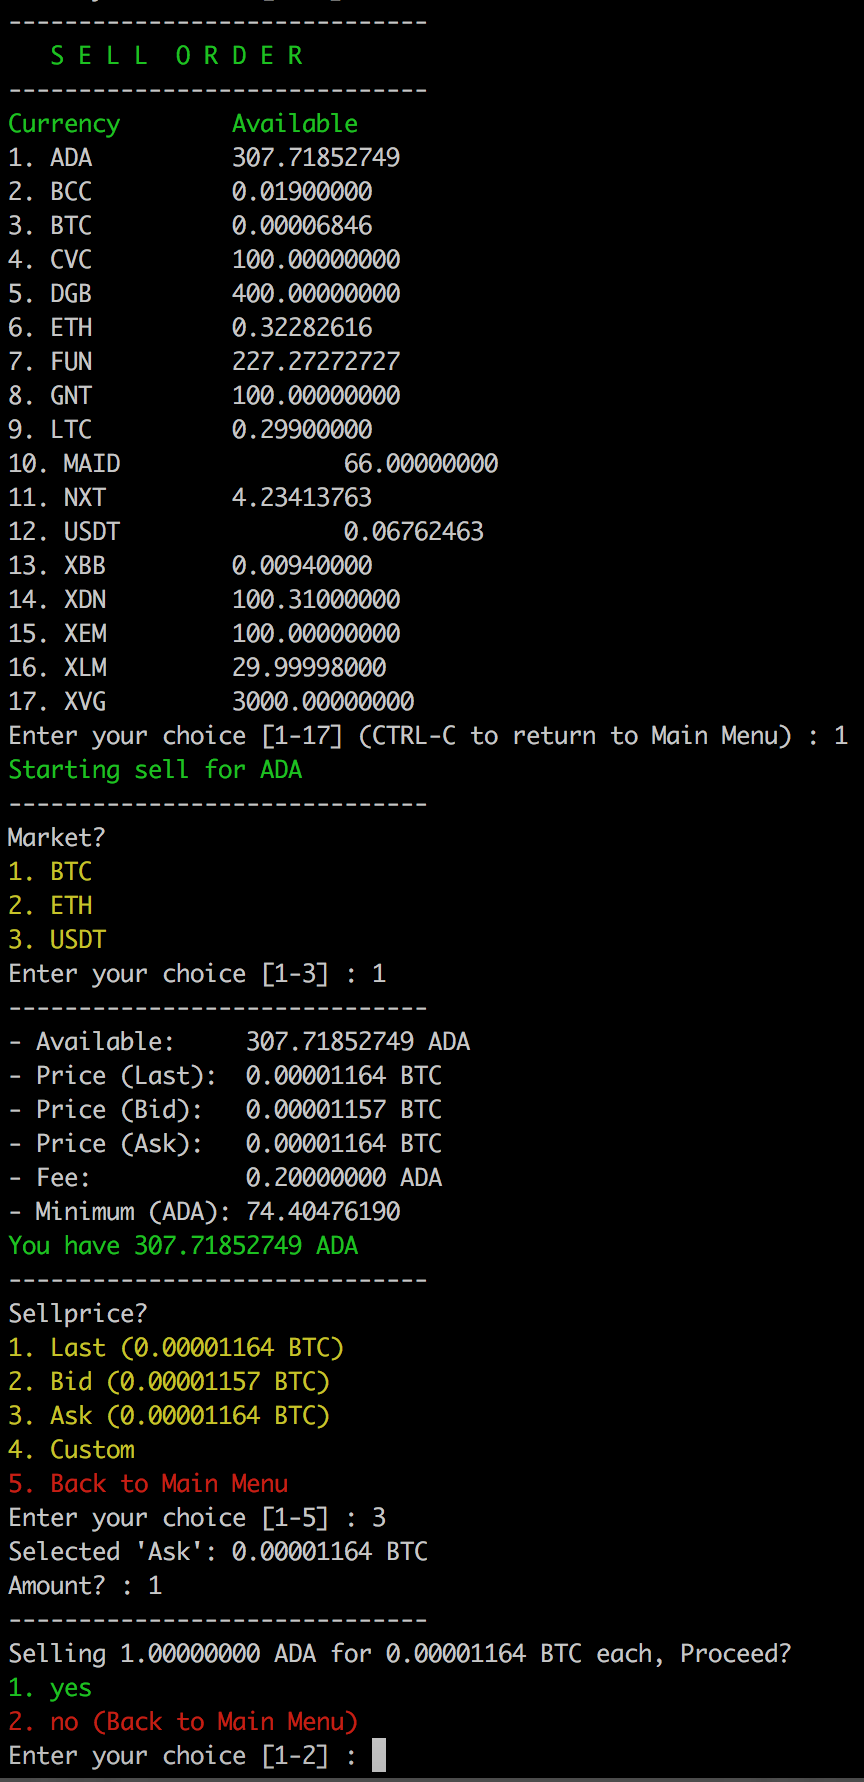 ------------------------------
S E L L  O R D E R
------------------------------
Currency        Available
1. ADA          307.71852749
2. BCC          0.01900000
3. BTC          0.00006846
4. CVC          100.00000000
5. DGB          400.00000000
6. ETH          0.32282616
7. FUN          227.27272727
8. GNT          100.00000000
9. LTC          0.29900000
10. MAID                66.00000000
11. NXT         4.23413763
12. USDT                0.06762463
13. XBB         0.00940000
14. XDN         100.31000000
15. XEM         100.00000000
16. XLM         29.99998000
17. XVG         3000.00000000
Enter your choice [1-17] (CTRL-C to return to Main Menu) : 1
Starting sell for ADA
------------------------------
Market?
1. BTC
2. ETH
3. USDT
Enter your choice [1-3] : 1
------------------------------
- Available:     307.71852749 ADA
- Price (Last):  0.00001164 BTC
- Price (Bid):   0.00001157 BTC
- Price (Ask):   0.00001164 BTC
- Fee:           0.20000000 ADA
- Minimum (ADA): 74.40476190
You have 307.71852749 ADA
------------------------------
Sellprice?
1. Last (0.00001164 BTC)
2. Bid (0.00001157 BTC)
3. Ask (0.00001164 BTC)
4. Custom
5. Back to Main Menu
Enter your choice [1-5] : 3
Selected 'Ask': 0.00001164 BTC
Amount? : 1
------------------------------
Selling 1.00000000 ADA for 0.00001164 BTC each, Proceed?
1. yes
2. no (Back to Main Menu)
Enter your choice [1-2] :